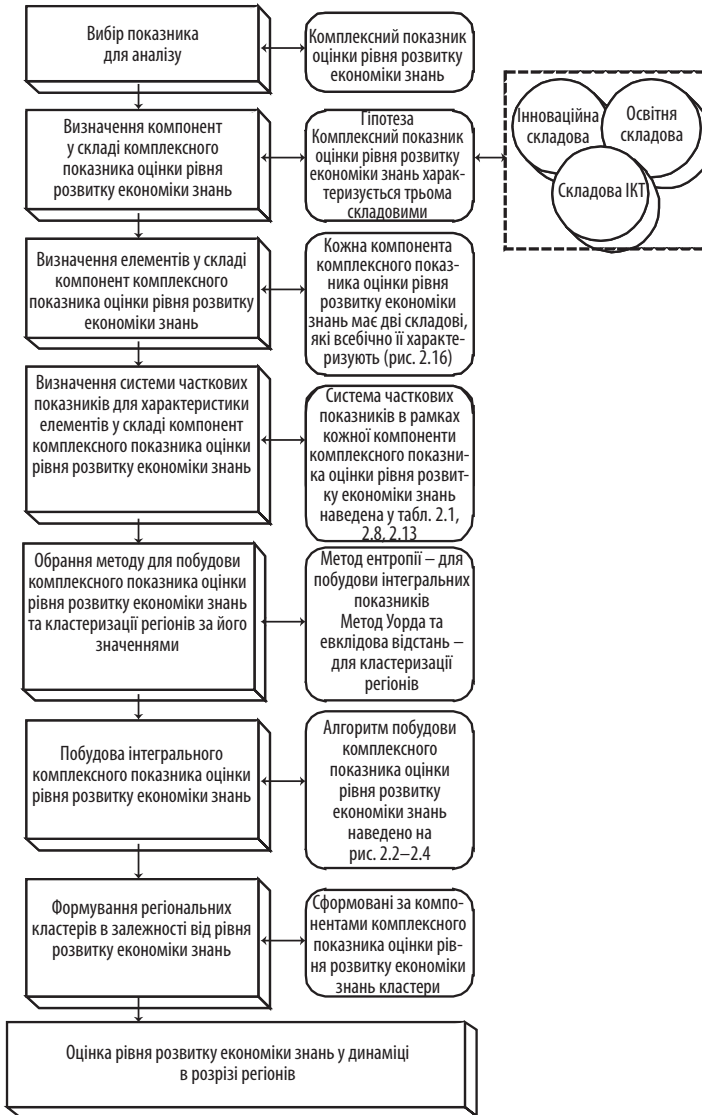 Вибір показника
для аналізу
Комплексний показник
оцінки рівня розвитку
економіки знань
Визначення компонент
у складі комплексного
показника оцінки рівня
розвитку економіки знань
Гіпотеза
Комплексний показник
оцінки рівня розвитку
економіки знань харак-
теризується трьома
складовими
Інноваційна
складова
Освітня
складова
Складова ІКТ
Визначення елементів у складі
компонент комплексного
показника оцінки рівня розвитку
економіки знань
Кожна компонента
комплексного показ-
ника оцінки рівня
розвитку економіки
знань має дві складові,
які всебічно її характе-
ризують (рис. 2.16)
Визначення системи часткових
показників для характеристики
елементів у складі компонент
комплексного показника оцінки
рівня розвитку економіки знань
Система часткових
показників в рамках
кожної компоненти
комплексного показни-
ка оцінки рівня розвит-
ку економіки знань
наведена у табл. 2.1,
2.8, 2.13
Обрання методу для побудови
комплексного показника оцінки
рівня розвитку економіки знань
та кластеризації регіонів за його
значеннями
Метод ентропії – для
побудови інтегральних
показників
Метод Уорда та
евклідова відстань –
для кластеризації
регіонів
Побудова інтегрального
комплексного показника оцінки
рівня розвитку економіки знань
Алгоритм побудови
комплексного
показника оцінки
рівня розвитку
економіки знань
наведено на
рис. 2.2–2.4
Формування регіональних
кластерів в залежності від рівня
розвитку економіки знань
Сформовані за компо-
нентами комплексного
показника оцінки рів-
ня розвитку економіки
знань кластери
Оцінка рівня розвитку економіки знань у динаміці
в розрізі регіонів